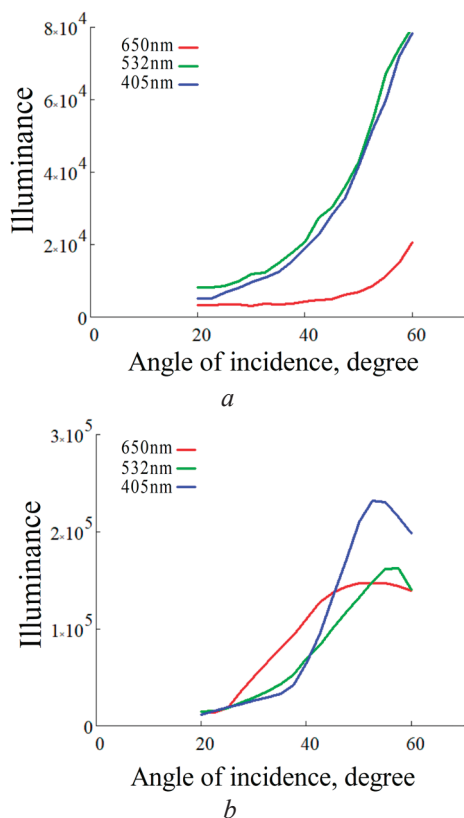 8×10⁴
650nm
532nm
405nm
6×10⁴
4×10⁴
2×10⁴
0
0 20 40 60
Illuminance
Angle of incidence, degree
a
3×10⁵
650nm
532nm
405nm
2×10⁵
1×10⁵
0
0 20 40 60
Illuminance
Angle of incidence, degree
b